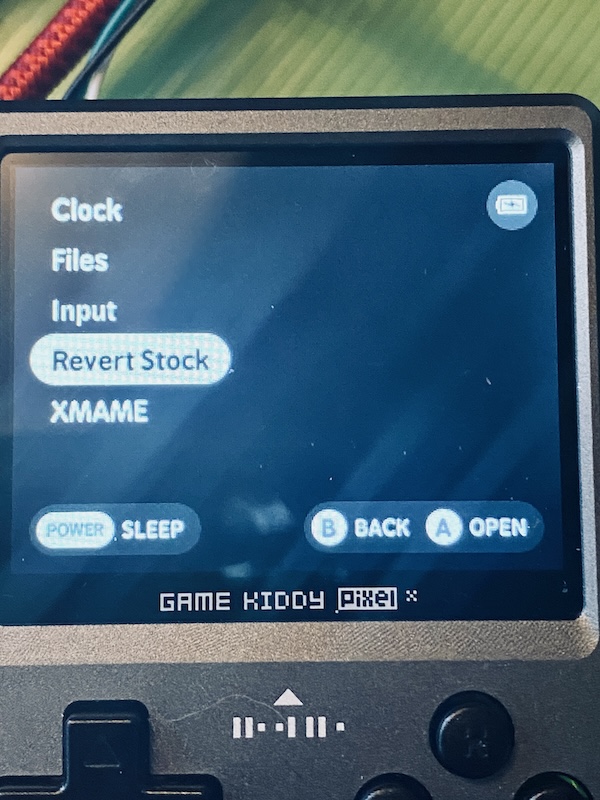 Clock
Files
Input
Revert Stock
XMAME
POWER SLEEP B BACK A OPEN
GAME KIDDY pixel x
X